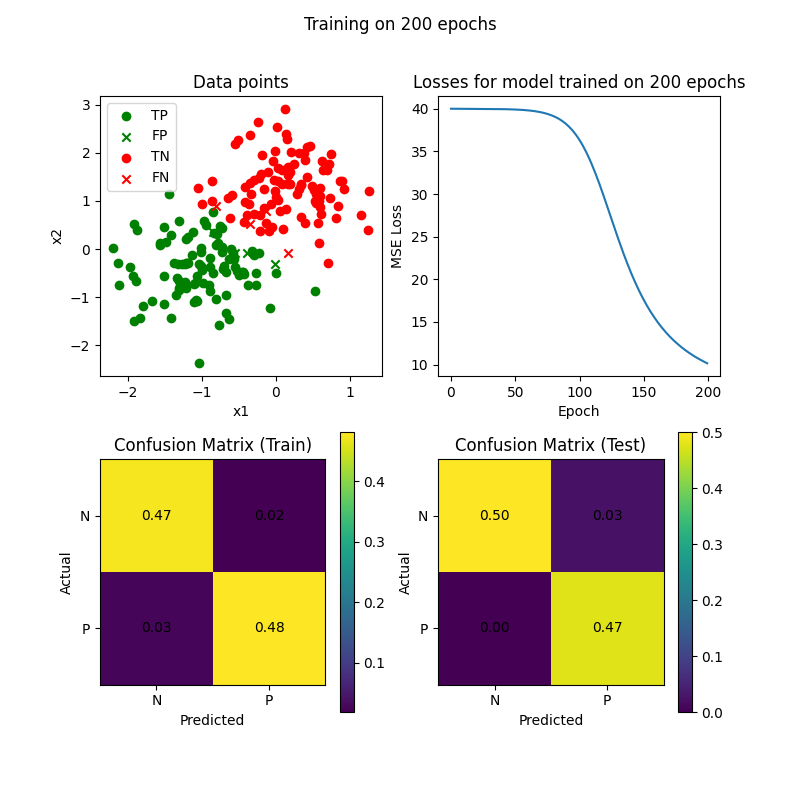 Training on 200 epochs
Data points
TP
FP
TN
FN
3
2
1
0
−1
−2
x2
−2
−1
0
1
x1
Losses for model trained on 200 epochs
40
35
30
25
20
15
10
MSE Loss
0
50
100
150
200
Epoch
Confusion Matrix (Train)
N
P
Actual
0.47
0.02
0.03
0.48
N
P
Predicted
0.4
0.3
0.2
0.1
Confusion Matrix (Test)
N
P
Actual
0.50
0.03
0.00
0.47
N
P
Predicted
0.5
0.4
0.3
0.2
0.1
0.0